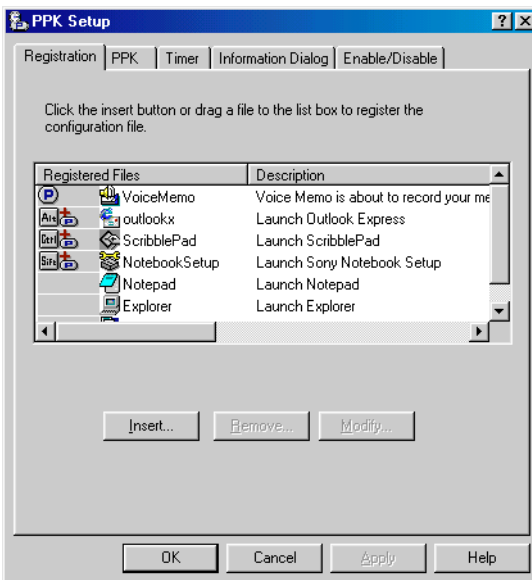 PPK Setup
Registration PPK Timer Information Dialog Enable/Disable
Click the insert button or drag a file to the list box to register the
configuration file.
Registered Files Description
P VoiceMemo Voice Memo is about to record your me
Alt P outlookx Launch Outlook Express
Ctrl P ScribblePad Launch ScribblePad
Sift P NotebookSetup Launch Sony Notebook Setup
Notepad Launch Notepad
Explorer Launch Explorer
Insert... Remove... Modify...
OK Cancel Apply Help